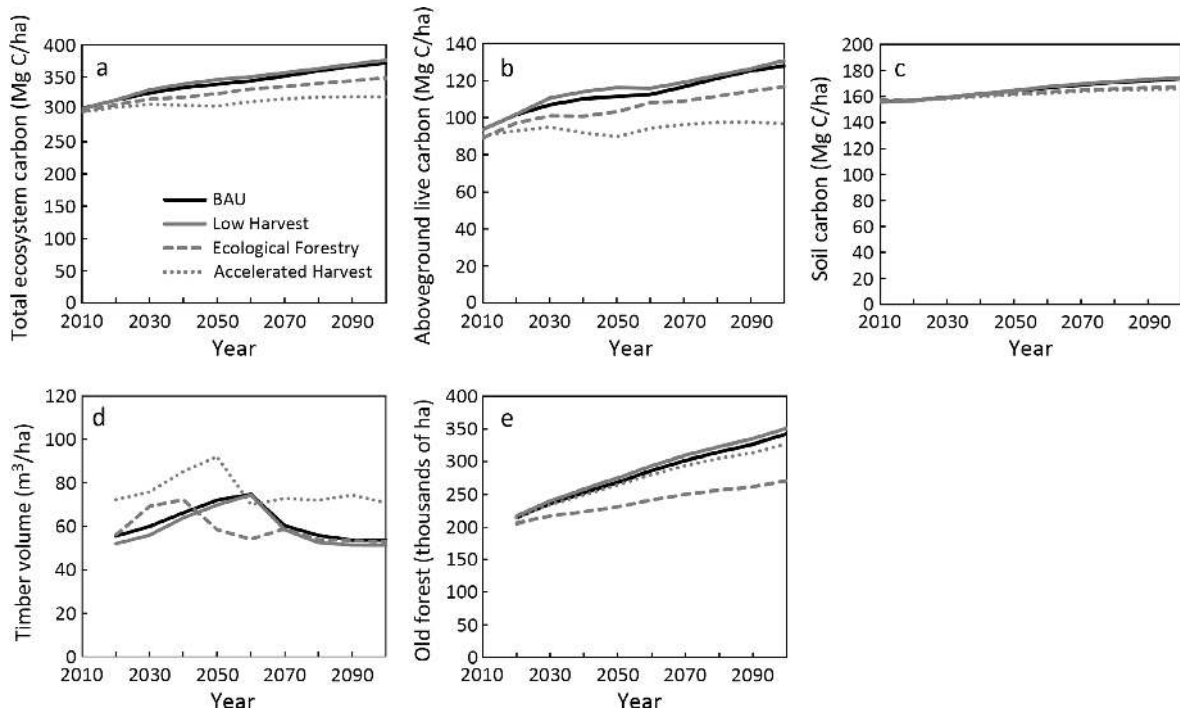 Total ecosystem carbon (Mg C/ha)
400
350
300
250
200
150
100
50
0
a
BAU
Low Harvest
Ecological Forestry
Accelerated Harvest
2010 2030 2050 2070 2090
Year
Aboveground live carbon (Mg C/ha)
140
120
100
80
60
40
20
0
b
2010 2030 2050 2070 2090
Year
Soil carbon (Mg C/ha)
200
180
160
140
120
100
80
60
40
20
0
c
2010 2030 2050 2070 2090
Year
Timber volume (m³/ha)
120
100
80
60
40
20
0
d
2010 2030 2050 2070 2090
Year
Old forest (thousands of ha)
400
350
300
250
200
150
100
50
0
e
2010 2030 2050 2070 2090
Year